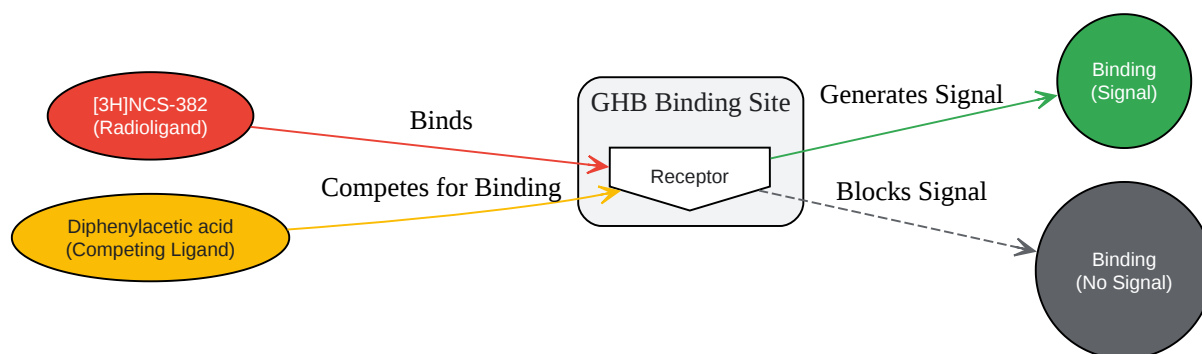 [3H]NCS-382
(Radioligand)
Binds
GHB Binding Site
Generates Signal
Binding
(Signal)
Diphenylacetic acid
(Competing Ligand)
Competes for Binding
Receptor
Blocks Signal
Binding
(No Signal)